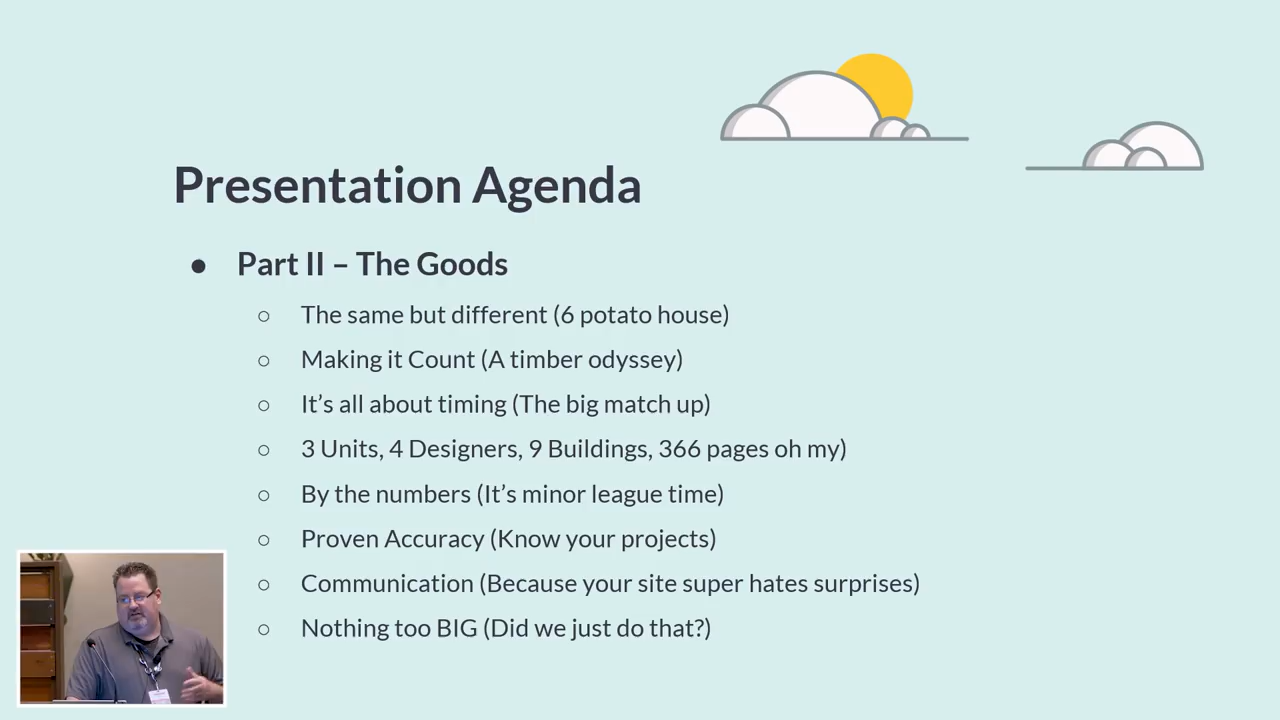 Presentation Agenda
● Part II – The Goods
○ The same but different (6 potato house)
○ Making it Count (A timber odyssey)
○ It’s all about timing (The big match up)
○ 3 Units, 4 Designers, 9 Buildings, 366 pages oh my)
○ By the numbers (It’s minor league time)
○ Proven Accuracy (Know your projects)
○ Communication (Because your site super hates surprises)
○ Nothing too BIG (Did we just do that?)